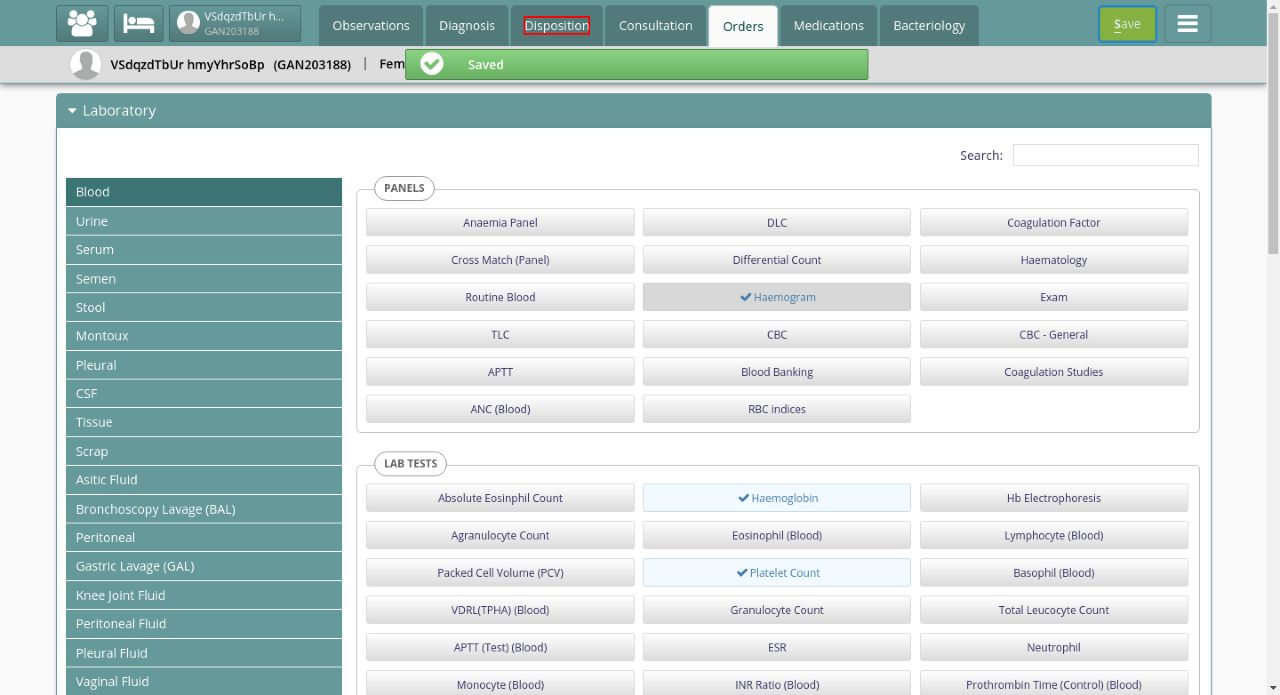 VSdqzdTbUr h...
GAN203188
Observations
Diagnosis
Disposition
Consultation
Orders
Medications
Bacteriology
Save
VSdqzdTbUr hmyYhrSoBp (GAN203188) | Fem
Saved
Laboratory
Search:
Blood
Urine
Serum
Semen
Stool
Montoux
Pleural
CSF
Tissue
Scrap
Asitic Fluid
Bronchoscopy Lavage (BAL)
Peritoneal
Gastric Lavage (GAL)
Knee Joint Fluid
Peritoneal Fluid
Pleural Fluid
Vaginal Fluid
PANELS
Anaemia Panel
DLC
Coagulation Factor
Cross Match (Panel)
Differential Count
Haematology
Routine Blood
Haemogram
Exam
TLC
CBC
CBC - General
APTT
Blood Banking
Coagulation Studies
ANC (Blood)
RBC indices
LAB TESTS
Absolute Eosinphil Count
Haemoglobin
Hb Electrophoresis
Agranulocyte Count
Eosinophil (Blood)
Lymphocyte (Blood)
Packed Cell Volume (PCV)
Platelet Count
Basophil (Blood)
VDRL(TPHA) (Blood)
Granulocyte Count
Total Leucocyte Count
APTT (Test) (Blood)
ESR
Neutrophil
Monocyte (Blood)
INR Ratio (Blood)
Prothrombin Time (Control) (Blood)